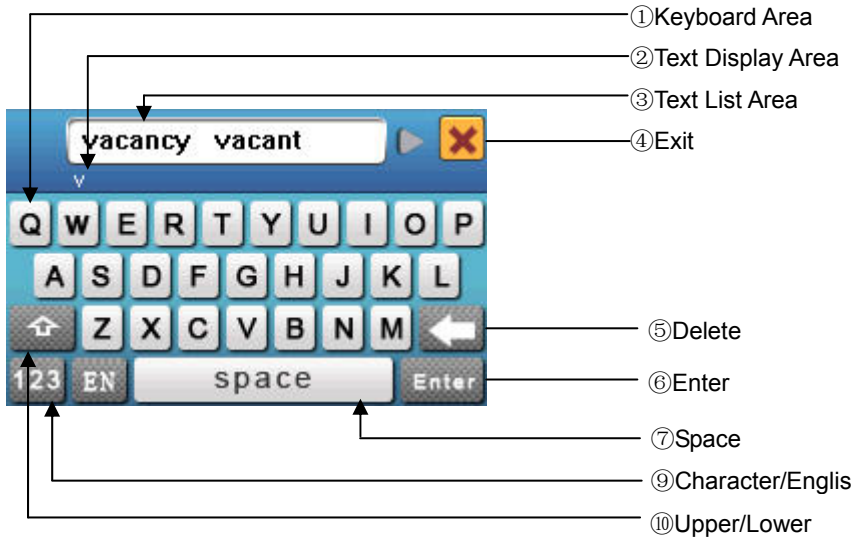 ①Keyboard Area
②Text Display Area
③Text List Area
vacancy vacant
④Exit
v
Q W E R T Y U I O P
A S D F G H J K L
Z X C V B N M
⑤Delete
123 EN space Enter
⑥Enter
⑦Space
⑨Character/Englis
⑩Upper/Lower